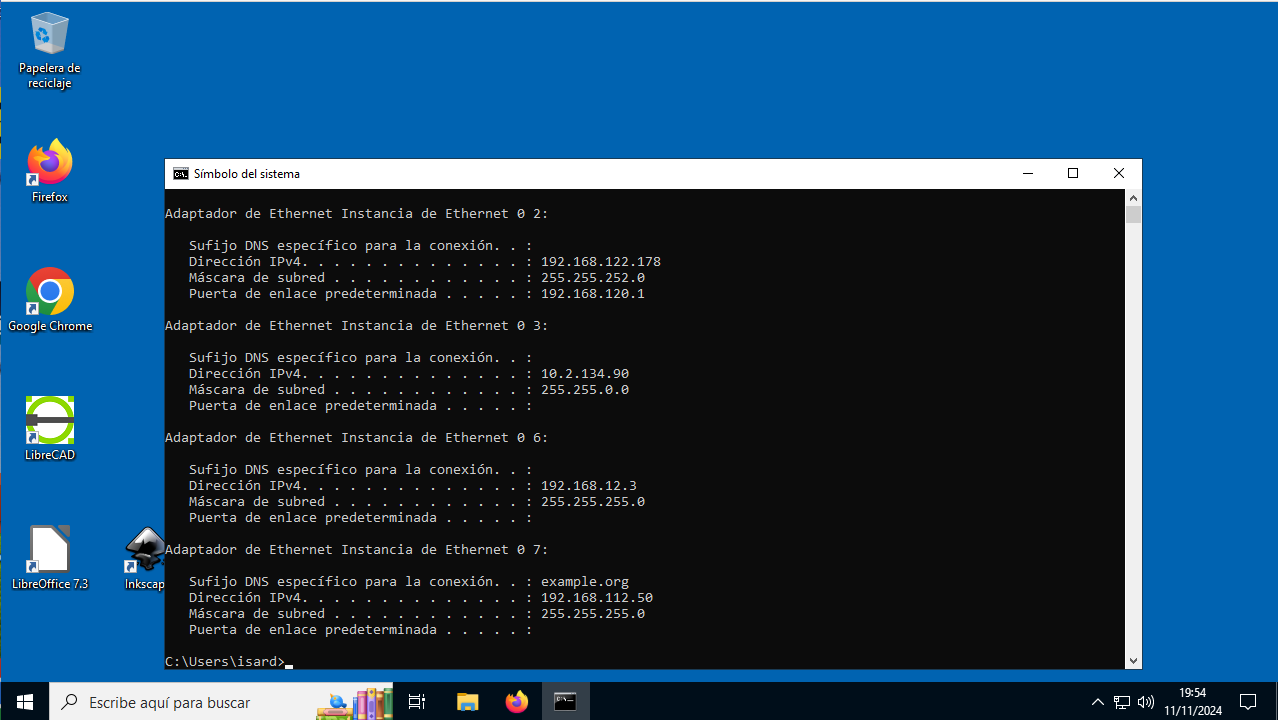 Papelera de
reciclaje
Firefox
Google Chrome
LibreCAD
LibreOffice 7.3
Inkscap
Símbolo del sistema
Adaptador de Ethernet Instancia de Ethernet 0 2:
Sufijo DNS específico para la conexión. . :
Dirección IPv4. . . . . . . . . . . . . . : 192.168.122.178
Máscara de subred . . . . . . . . . . . . : 255.255.252.0
Puerta de enlace predeterminada . . . . . : 192.168.120.1
Adaptador de Ethernet Instancia de Ethernet 0 3:
Sufijo DNS específico para la conexión. . :
Dirección IPv4. . . . . . . . . . . . . . : 10.2.134.90
Máscara de subred . . . . . . . . . . . . : 255.255.0.0
Puerta de enlace predeterminada . . . . . :
Adaptador de Ethernet Instancia de Ethernet 0 6:
Sufijo DNS específico para la conexión. . :
Dirección IPv4. . . . . . . . . . . . . . : 192.168.12.3
Máscara de subred . . . . . . . . . . . . : 255.255.255.0
Puerta de enlace predeterminada . . . . . :
Adaptador de Ethernet Instancia de Ethernet 0 7:
Sufijo DNS específico para la conexión. . : example.org
Dirección IPv4. . . . . . . . . . . . . . : 192.168.112.50
Máscara de subred . . . . . . . . . . . . : 255.255.255.0
Puerta de enlace predeterminada . . . . . :
C:\Users\isard>
Escribe aquí para buscar
19:54
11/11/2024